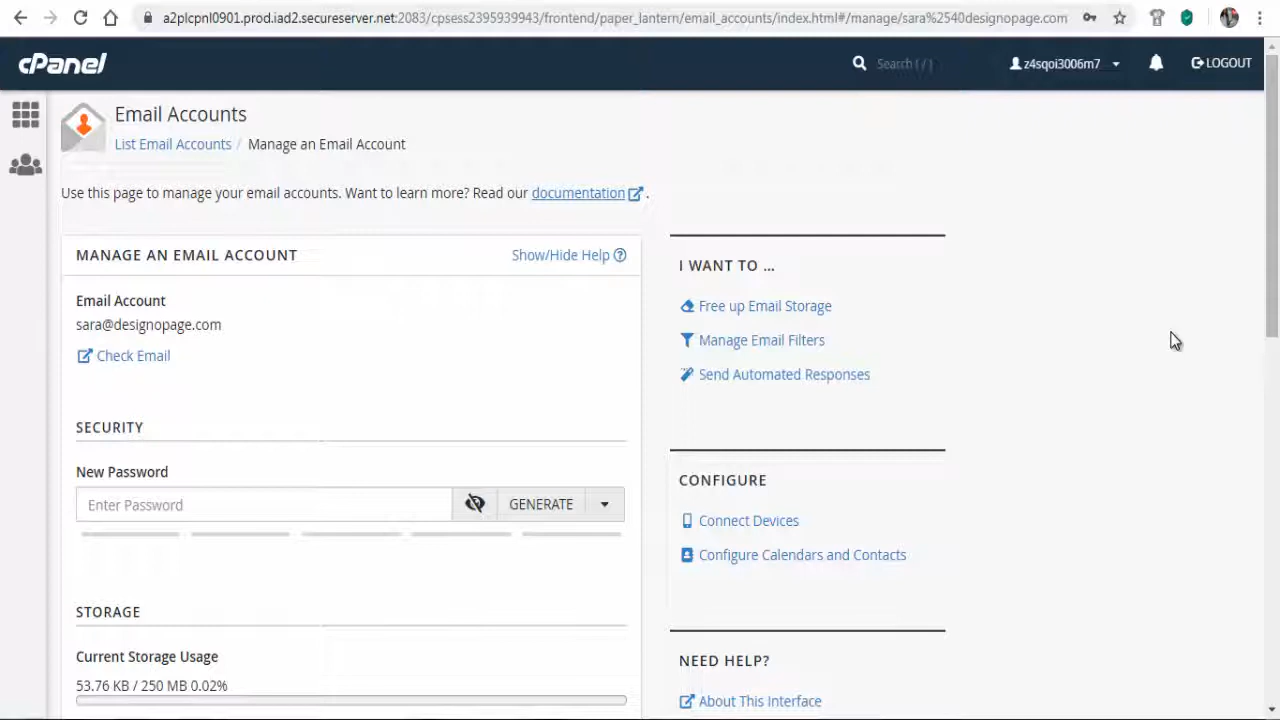 a2plcpnl0901.prod.iad2.secureserver.net:2083/cpsess2395939943/frontend/paper_lantern/email_accounts/index.html#/manage/sara%2540designopage.com
cPanel
Search ( / )
z4sqoi3006m7
LOGOUT
Email Accounts
List Email Accounts / Manage an Email Account
Use this page to manage your email accounts. Want to learn more? Read our documentation .
MANAGE AN EMAIL ACCOUNT
Show/Hide Help
Email Account
sara@designopage.com
Check Email
SECURITY
New Password
Enter Password
GENERATE
STORAGE
Current Storage Usage
53.76 KB / 250 MB 0.02%
I WANT TO ...
Free up Email Storage
Manage Email Filters
Send Automated Responses
CONFIGURE
Connect Devices
Configure Calendars and Contacts
NEED HELP?
About This Interface